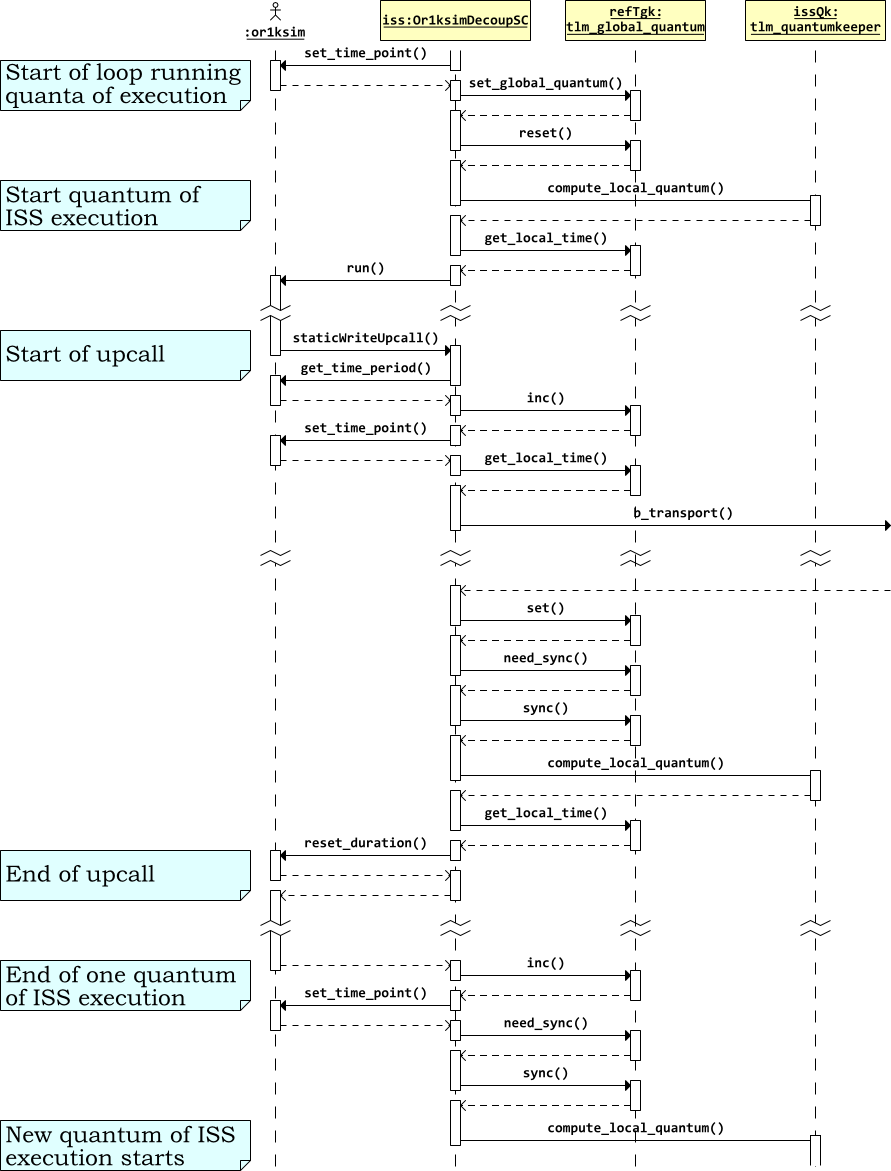 :or1ksim
iss:Or1ksimDecoupSC
refTgk:
tlm_global_quantum
issQk:
tlm_quantumkeeper
set_time_point()
Start of loop running
quanta of execution
set_global_quantum()
reset()
Start quantum of
ISS execution
compute_local_quantum()
get_local_time()
run()
Start of upcall
staticWriteUpcall()
get_time_period()
inc()
set_time_point()
get_local_time()
b_transport()
set()
need_sync()
sync()
compute_local_quantum()
get_local_time()
reset_duration()
End of upcall
End of one quantum
of ISS execution
inc()
set_time_point()
need_sync()
sync()
New quantum of ISS
execution starts
compute_local_quantum()